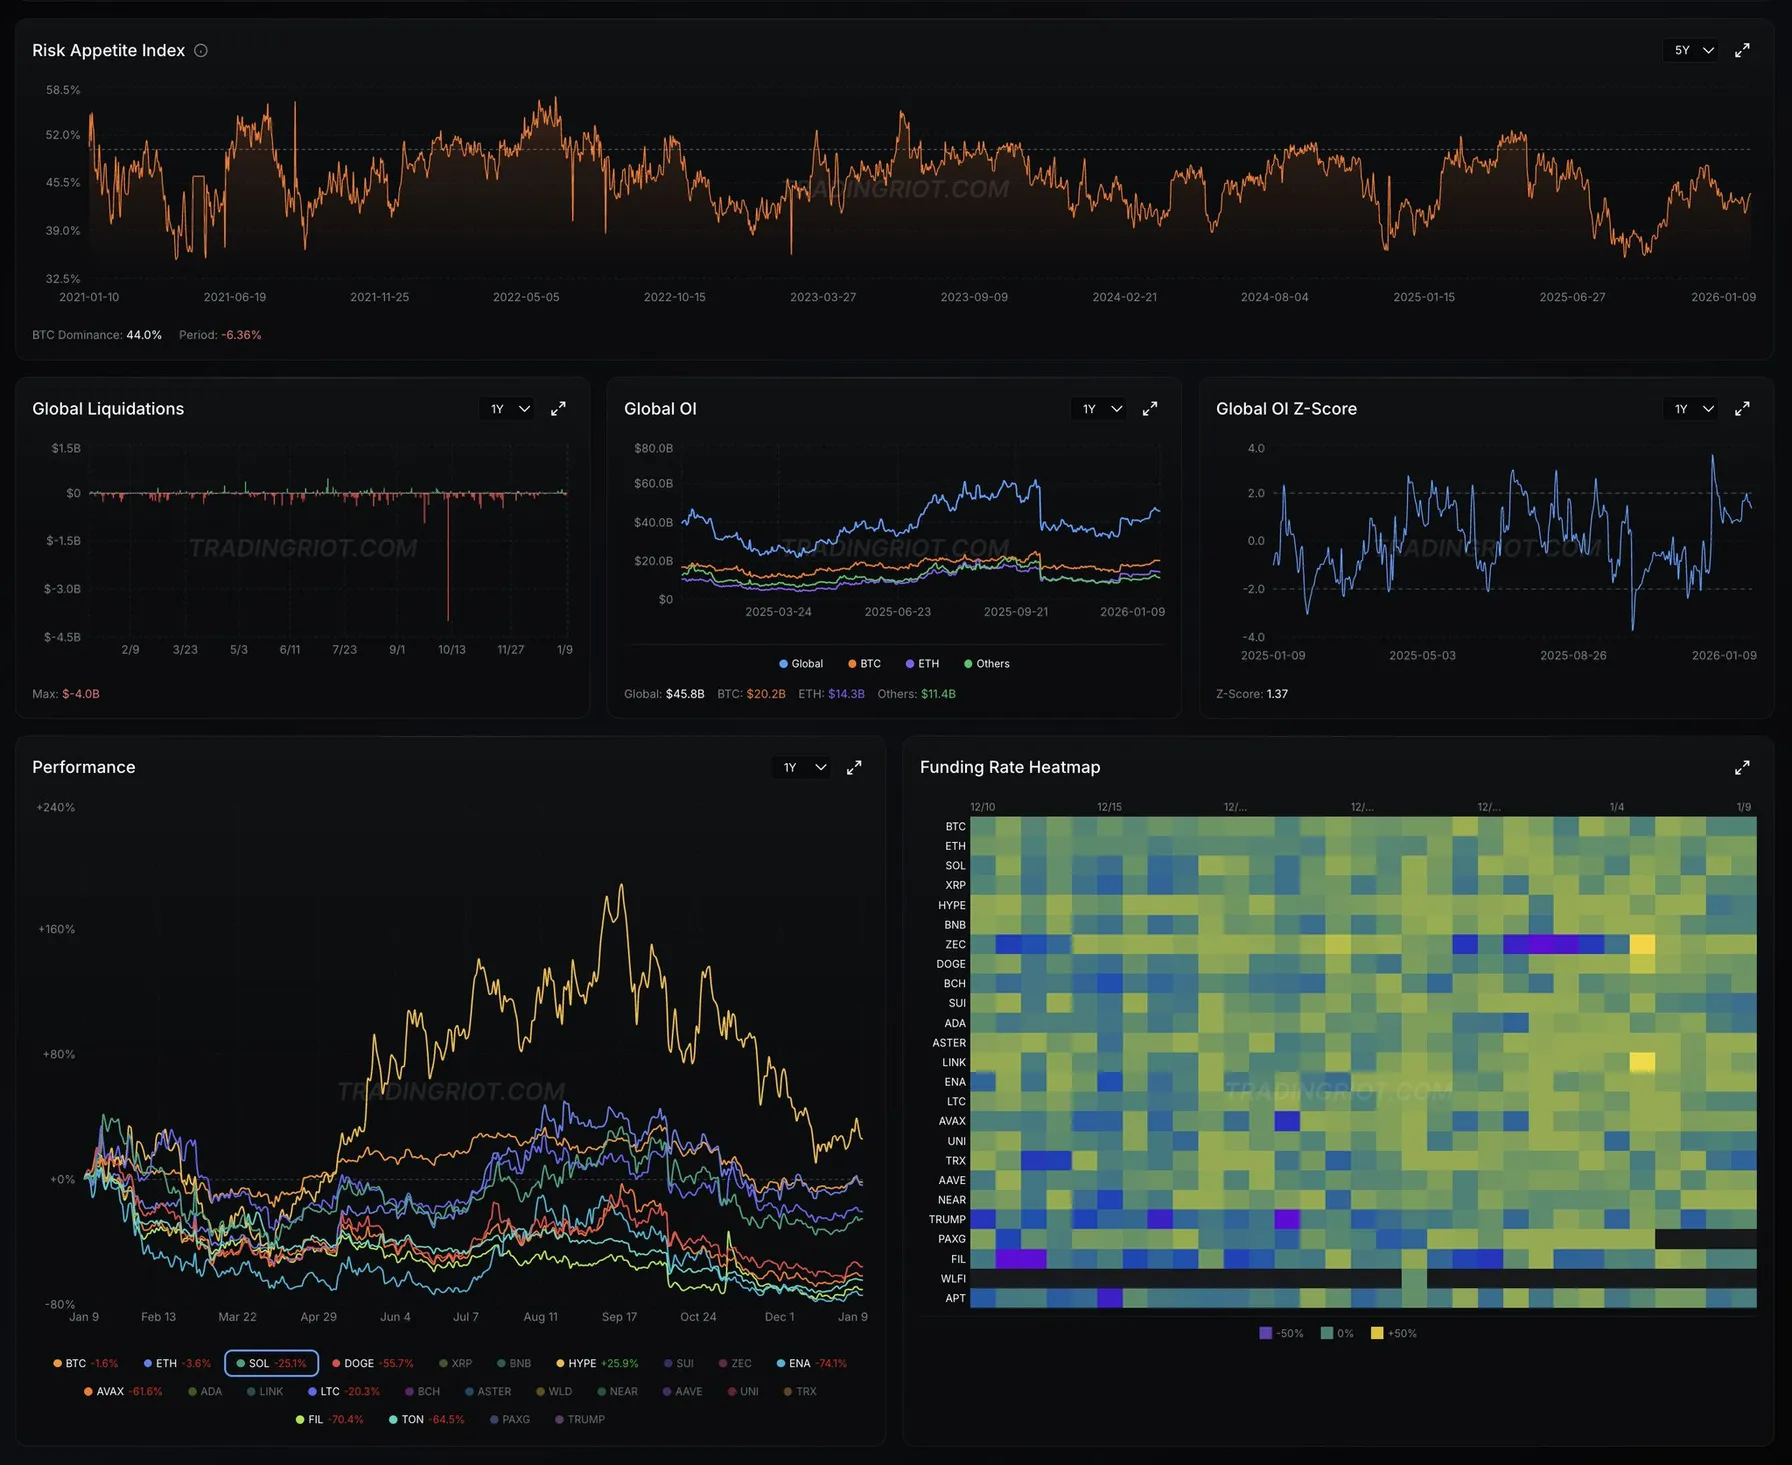 Risk Appetite Index
5Y
58.5%
52.0%
45.5%
39.0%
32.5%
TRADINGRIOT.COM
2021-01-10 2021-06-19 2021-11-25 2022-05-05 2022-10-15 2023-03-27 2023-09-09 2024-02-21 2024-08-04 2025-01-15 2025-06-27 2026-01-09
BTC Dominance: 44.0% Period: -6.36%
Global Liquidations
1Y
$1.5B
$0
$-1.5B
$-3.0B
$-4.5B
TRADINGRIOT.COM
2/9 3/23 5/3 6/11 7/23 9/1 10/13 11/27 1/9
Max: $-4.0B
Global OI
1Y
$80.0B
$60.0B
$40.0B
$20.0B
$0
TRADINGRIOT.COM
2025-03-24 2025-06-23 2025-09-21 2026-01-09
Global BTC ETH Others
Global: $45.8B BTC: $20.2B ETH: $14.3B Others: $11.4B
Global OI Z-Score
1Y
4.0
2.0
0.0
-2.0
-4.0
TRADINGRIOT.COM
2025-01-09 2025-05-03 2025-08-26 2026-01-09
Z-Score: 1.37
Performance
1Y
+240%
+160%
+80%
+0%
-80%
TRADINGRIOT.COM
Jan 9 Feb 13 Mar 22 Apr 29 Jun 4 Jul 7 Aug 11 Sep 17 Oct 24 Dec 1 Jan 9
BTC -1.6% ETH -3.6% SOL -25.1% DOGE -55.7% XRP BNB HYPE +25.9% SUI ZEC ENA -74.1%
AVAX -61.6% ADA LINK LTC -20.3% BCH ASTER WLD NEAR AAVE UNI TRX
FIL -70.4% TON -64.5% PAXG TRUMP
Funding Rate Heatmap
12/10 12/15 12/... 12/... 12/... 1/4 1/9
BTC
ETH
SOL
XRP
HYPE
BNB
ZEC
DOGE
BCH
SUI
ADA
ASTER
LINK
ENA
LTC
AVAX
UNI
TRX
AAVE
NEAR
TRUMP
PAXG
FIL
WLFI
APT
TRADINGRIOT.COM
-50% 0% +50%